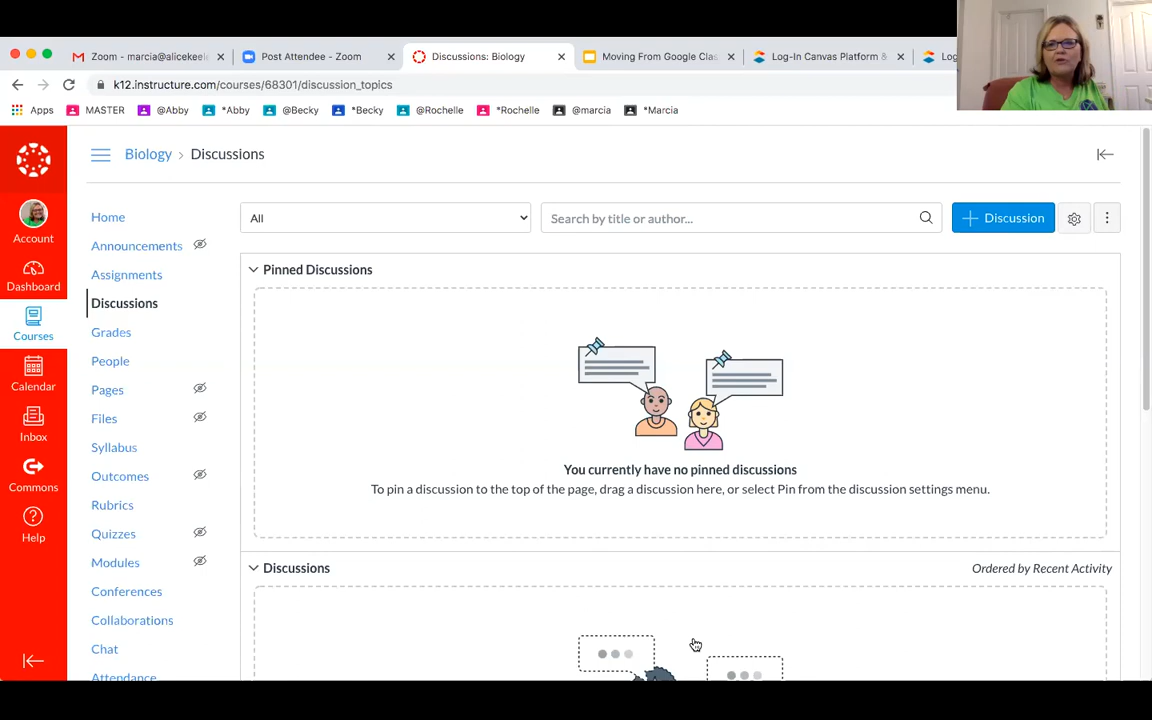 Zoom - marcia@alicekeel
Post Attendee - Zoom
Discussions: Biology
Moving From Google Clas
Log-In Canvas Platform &
Log
k12.instructure.com/courses/68301/discussion_topics
Apps
MASTER
@Abby
*Abby
@Becky
*Becky
@Rochelle
*Rochelle
@marcia
*Marcia
Biology > Discussions
Account
Dashboard
Courses
Calendar
Inbox
Commons
Help
Home
Announcements
Assignments
Discussions
Grades
People
Pages
Files
Syllabus
Outcomes
Rubrics
Quizzes
Modules
Conferences
Collaborations
Chat
Attendance
All
Search by title or author...
+ Discussion
Pinned Discussions
You currently have no pinned discussions
To pin a discussion to the top of the page, drag a discussion here, or select Pin from the discussion settings menu.
Discussions
Ordered by Recent Activity